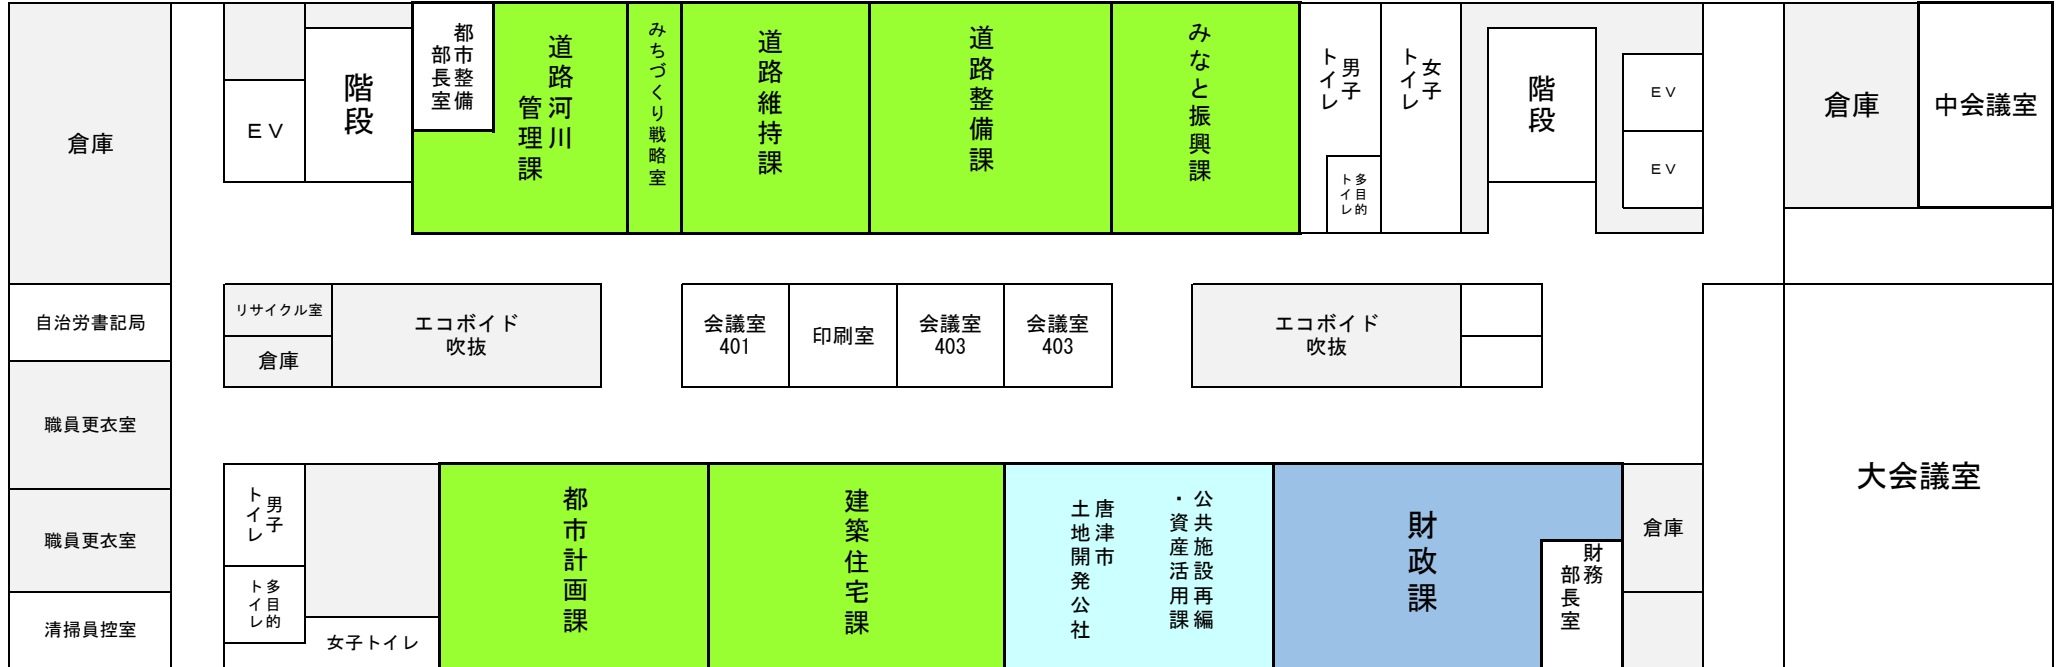 倉庫
ＥＶ
階段
都市整備
部長室
道路河川
管理課
みちづくり戦略室
道路維持課
道路整備課
みなと振興課
男子
トイレ
多目的
トイレ
女子
トイレ
階段
ＥＶ
ＥＶ
倉庫
中会議室
自治労書記局
リサイクル室
倉庫
エコボイド
吹抜
会議室
401
印刷室
会議室
403
会議室
403
エコボイド
吹抜
職員更衣室
職員更衣室
清掃員控室
男子
トイレ
多目的
トイレ
女子トイレ
都市計画課
建築住宅課
唐津市
土地開発公社
公共施設再編
・資産活用課
財政課
財務
部長室
倉庫
大会議室